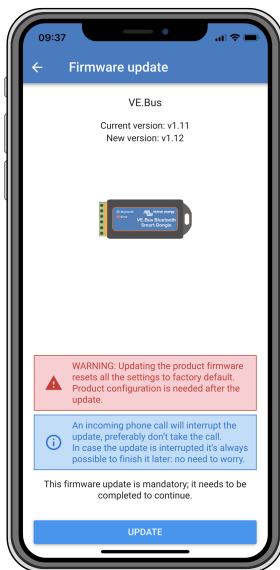 09:37
Firmware update
VE.Bus
Current version: v1.11
New version: v1.12
victron energy
VE.Bus Bluetooth
Smart Dongle
WARNING: Updating the product firmware
resets all the settings to factory default.
Product configuration is needed after the
update.
An incoming phone call will interrupt the
update, preferably don't take the call.
In case the update is interrupted it's always
possible to finish it later: no need to worry.
This firmware update is mandatory; it needs to be
completed to continue.
UPDATE